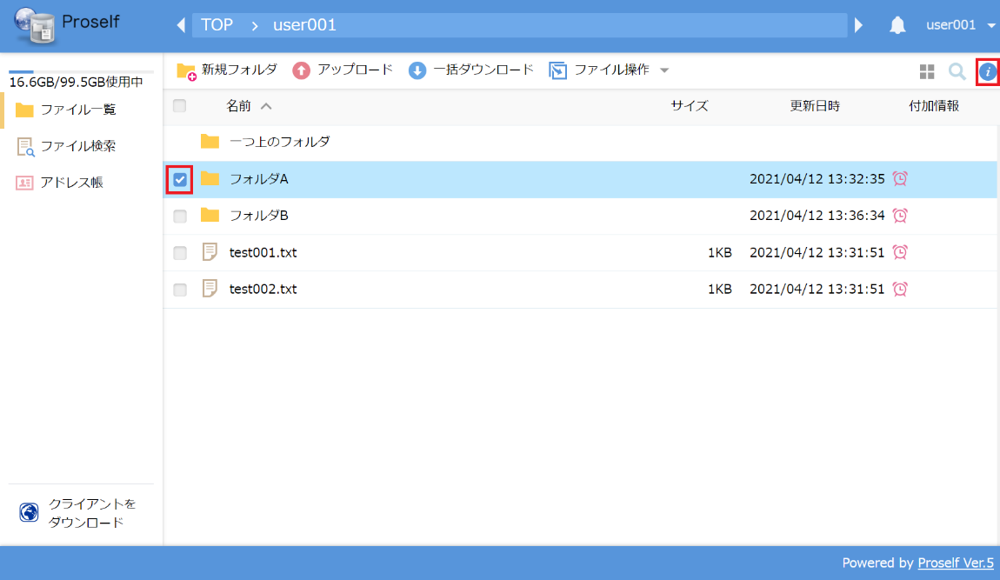 Proself
TOP > user001
user001
16.6GB/99.5GB使用中
ファイル一覧
ファイル検索
アドレス帳
新規フォルダ アップロード 一括ダウンロード ファイル操作
名前 サイズ 更新日時 付加情報
一つ上のフォルダ
フォルダA 2021/04/12 13:32:35
フォルダB 2021/04/12 13:36:34
test001.txt 1KB 2021/04/12 13:31:51
test002.txt 1KB 2021/04/12 13:31:51
クライアントを
ダウンロード
Powered by Proself Ver.5